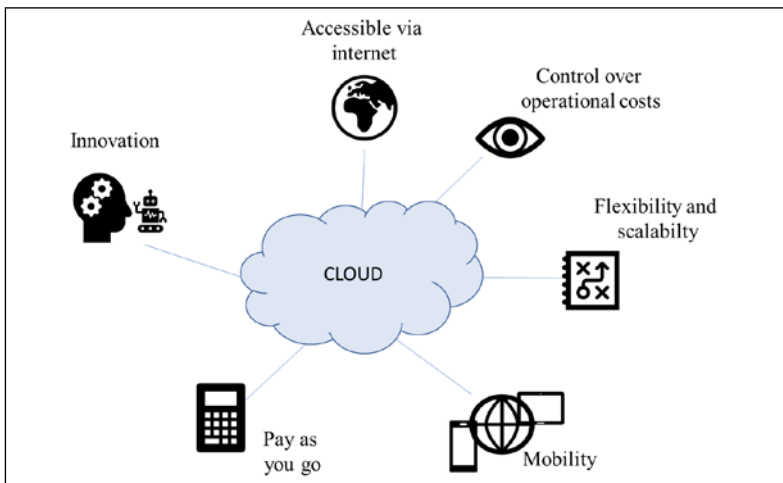 Accessible via
internet
Control over
operational costs
Innovation
Flexibility and
scalabilty
CLOUD
Pay as
you go
Mobility